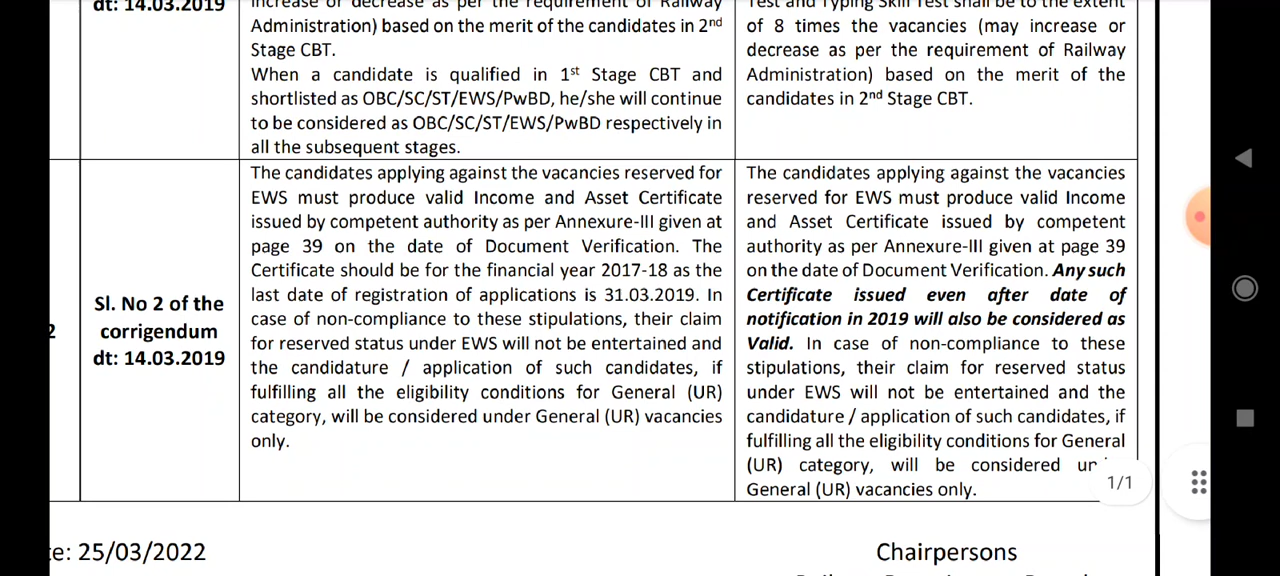 dt: 14.03.2019
increase or decrease as per the requirement of Railway
Administration) based on the merit of the candidates in 2nd
Stage CBT.
When a candidate is qualified in 1st Stage CBT and
shortlisted as OBC/SC/ST/EWS/PwBD, he/she will continue
to be considered as OBC/SC/ST/EWS/PwBD respectively in
all the subsequent stages.
Test and Typing Skill Test shall be to the extent
of 8 times the vacancies (may increase or
decrease as per the requirement of Railway
Administration) based on the merit of the
candidates in 2nd Stage CBT.
2
Sl. No 2 of the
corrigendum
dt: 14.03.2019
The candidates applying against the vacancies reserved for
EWS must produce valid Income and Asset Certificate
issued by competent authority as per Annexure-III given at
page 39 on the date of Document Verification. The
Certificate should be for the financial year 2017-18 as the
last date of registration of applications is 31.03.2019. In
case of non-compliance to these stipulations, their claim
for reserved status under EWS will not be entertained and
the candidature / application of such candidates, if
fulfilling all the eligibility conditions for General (UR)
category, will be considered under General (UR) vacancies
only.
The candidates applying against the vacancies
reserved for EWS must produce valid Income
and Asset Certificate issued by competent
authority as per Annexure-III given at page 39
on the date of Document Verification. Any such
Certificate issued even after date of
notification in 2019 will also be considered as
Valid. In case of non-compliance to these
stipulations, their claim for reserved status
under EWS will not be entertained and the
candidature / application of such candidates, if
fulfilling all the eligibility conditions for General
(UR) category, will be considered
General (UR) vacancies only.
1/1
e: 25/03/2022
Chairpersons